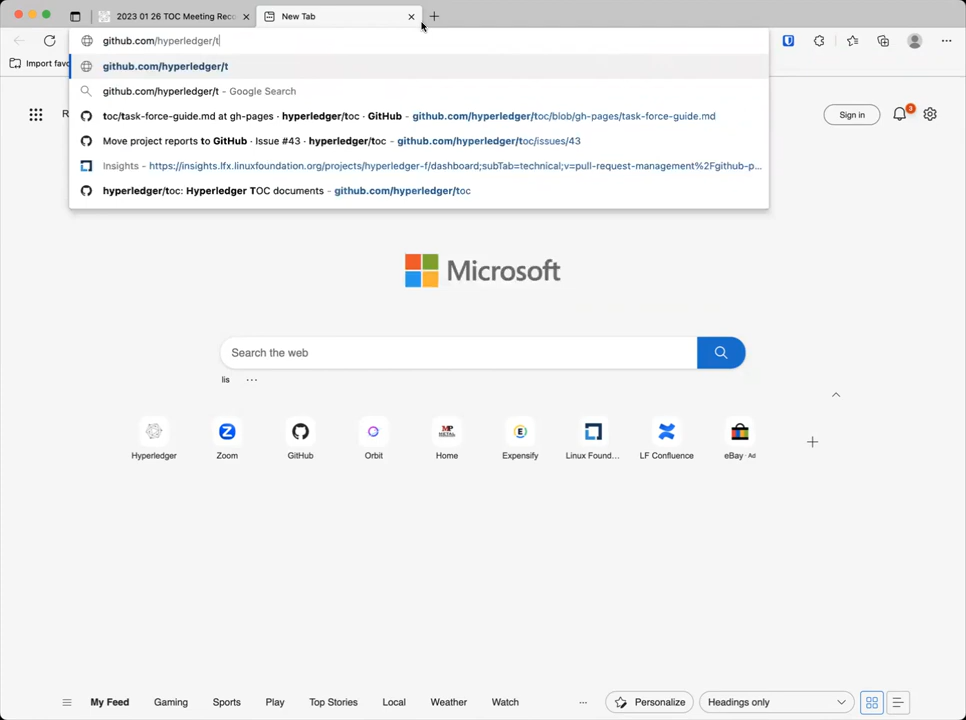 2023 01 26 TOC Meeting Reco
New Tab
github.com/hyperledger/t
Import favo
github.com/hyperledger/t
github.com/hyperledger/t - Google Search
toc/task-force-guide.md at gh-pages · hyperledger/toc · GitHub - github.com/hyperledger/toc/blob/gh-pages/task-force-guide.md
Move project reports to GitHub · Issue #43 · hyperledger/toc - github.com/hyperledger/toc/issues/43
Insights - https://insights.lfx.linuxfoundation.org/projects/hyperledger-f/dashboard;subTab=technical;v=pull-request-management%2Fgithub-p...
hyperledger/toc: Hyperledger TOC documents - github.com/hyperledger/toc
R
Sign in
3
Microsoft
Search the web
lis ...
Hyperledger Zoom GitHub Orbit Home Expensify Linux Found... LF Confluence eBay · Ad
My Feed Gaming Sports Play Top Stories Local Weather Watch ... Personalize Headings only